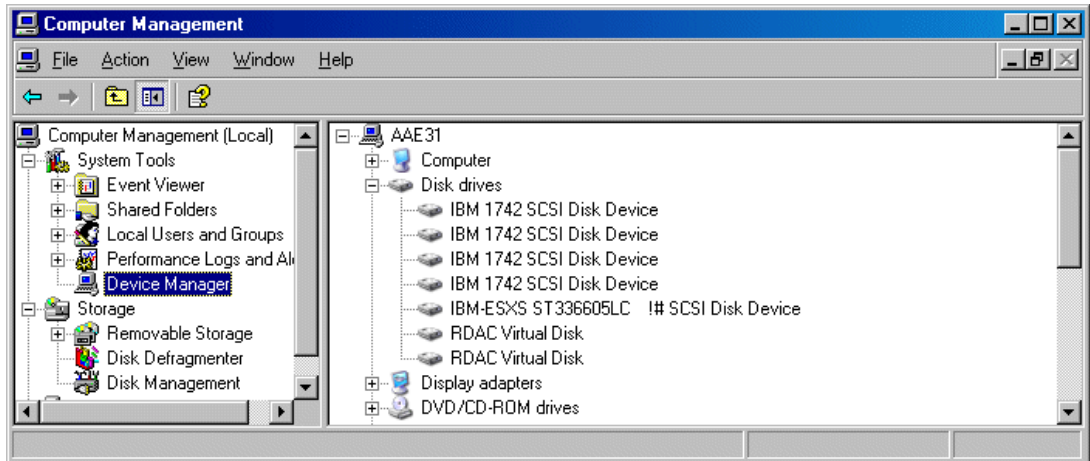 Computer Management
File Action View Window Help
Computer Management (Local)
System Tools
Event Viewer
Shared Folders
Local Users and Groups
Performance Logs and Al
Device Manager
Storage
Removable Storage
Disk Defragmenter
Disk Management
AAE31
Computer
Disk drives
IBM 1742 SCSI Disk Device
IBM 1742 SCSI Disk Device
IBM 1742 SCSI Disk Device
IBM 1742 SCSI Disk Device
IBM-ESXS ST336605LC !# SCSI Disk Device
RDAC Virtual Disk
RDAC Virtual Disk
Display adapters
DVD/CD-ROM drives